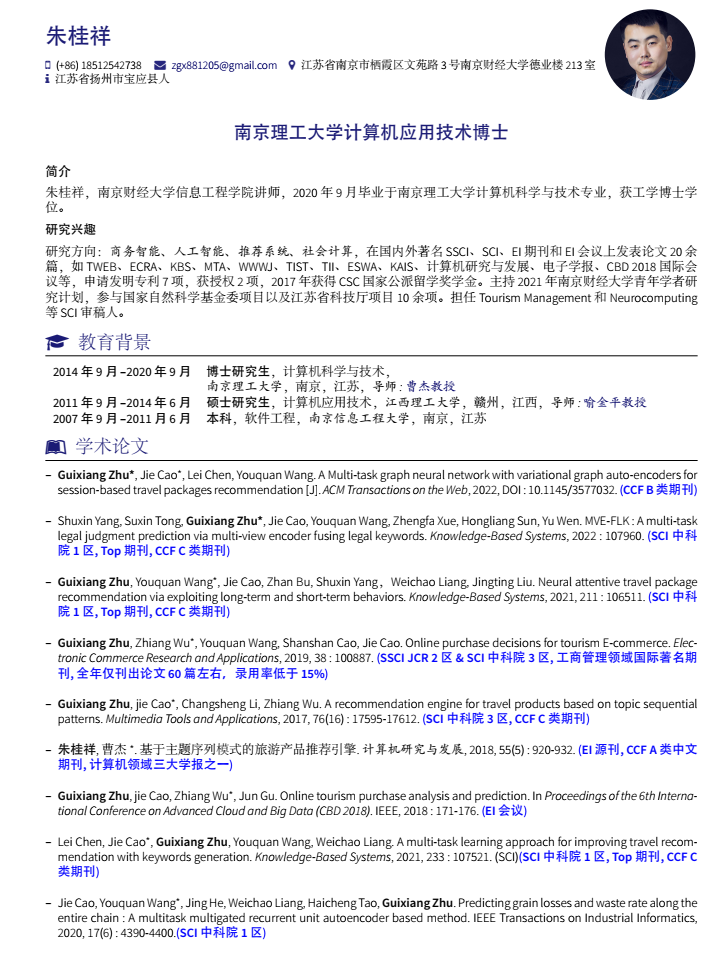 朱桂祥
(+86) 18512542738 zgx881205@gmail.com 江苏省南京市栖霞区文苑路 3 号南京财经大学德业楼 213 室
江苏省扬州市宝应县人
南京理工大学计算机应用技术博士
简介
朱桂祥，南京财经大学信息工程学院讲师，2020 年 9 月毕业于南京理工大学计算机科学与技术专业，获工学博士学
位。
研究兴趣
研究方向：商务智能、人工智能、推荐系统、社会计算，在国内外著名 SSCI、SCI、EI 期刊和 EI 会议上发表论文 20 余
篇，如 TWEB、ECRA、KBS、MTA、WWWJ、TIST、TII、ESWA、KAIS、计算机研究与发展、电子学报、CBD 2018 国际会
议等，申请发明专利 7 项，获授权 2 项，2017 年获得 CSC 国家公派留学奖学金。主持 2021 年南京财经大学青年学者研
究计划，参与国家自然科学基金委项目以及江苏省科技厅项目 10 余项。担任 Tourism Management 和 Neurocomputing
等 SCI 审稿人。
教育背景
2014 年 9 月 –2020 年 9 月 博士研究生，计算机科学与技术，
南京理工大学，南京，江苏，导师 : 曹杰教授
2011 年 9 月 –2014 年 6 月 硕士研究生，计算机应用技术，江西理工大学，赣州，江西，导师 : 喻金平教授
2007 年 9 月 –2011 年 6 月 本科，软件工程，南京信息工程大学，南京，江苏
学术论文
– Guixiang Zhu*, Jie Cao*, Lei Chen, Youquan Wang. A Multi-task graph neural network with variational graph auto-encoders for
session-based travel packages recommendation [J]. ACM Transactions on the Web, 2022, DOI : 10.1145/3577032. (CCF B 类期刊)
– Shuxin Yang, Suxin Tong, Guixiang Zhu*, Jie Cao, Youquan Wang, Zhengfa Xue, Hongliang Sun, Yu Wen. MVE-FLK : A multi-task
legal judgment prediction via multi-view encoder fusing legal keywords. Knowledge-Based Systems, 2022 : 107960. (SCI 中科
院 1 区, Top 期刊, CCF C 类期刊)
– Guixiang Zhu, Youquan Wang*, Jie Cao, Zhan Bu, Shuxin Yang，Weichao Liang, Jingting Liu. Neural attentive travel package
recommendation via exploiting long-term and short-term behaviors. Knowledge-Based Systems, 2021, 211 : 106511. (SCI 中科
院 1 区, Top 期刊, CCF C 类期刊)
– Guixiang Zhu, Zhiang Wu*, Youquan Wang, Shanshan Cao, Jie Cao. Online purchase decisions for tourism E-commerce. Elec-
tronic Commerce Research and Applications, 2019, 38 : 100887. (SSCI JCR 2 区 & SCI 中科院 3 区, 工商管理领域国际著名期
刊, 全年仅刊出论文 60 篇左右，录用率低于 15%)
– Guixiang Zhu, jie Cao*, Changsheng Li, Zhiang Wu. A recommendation engine for travel products based on topic sequential
patterns. Multimedia Tools and Applications, 2017, 76(16) : 17595-17612. (SCI 中科院 3 区, CCF C 类期刊)
– 朱桂祥, 曹杰 *. 基于主题序列模式的旅游产品推荐引擎. 计算机研究与发展, 2018, 55(5) : 920-932. (EI 源刊, CCF A 类中文
期刊, 计算机领域三大学报之一)
– Guixiang Zhu, jie Cao, Zhiang Wu*, Jun Gu. Online tourism purchase analysis and prediction. In Proceedings of the 6th Interna-
tional Conference on Advanced Cloud and Big Data (CBD 2018). IEEE, 2018 : 171-176. (EI 会议)
– Lei Chen, Jie Cao*, Guixiang Zhu, Youquan Wang, Weichao Liang. A multi-task learning approach for improving travel recom-
mendation with keywords generation. Knowledge-Based Systems, 2021, 233 : 107521. (SCI)(SCI 中科院 1 区, Top 期刊, CCF C
类期刊)
– Jie Cao, Youquan Wang*, Jing He, Weichao Liang, Haicheng Tao, Guixiang Zhu. Predicting grain losses and waste rate along the
entire chain : A multitask multigated recurrent unit autoencoder based method. IEEE Transactions on Industrial Informatics,
2020, 17(6) : 4390-4400.(SCI 中科院 1 区)